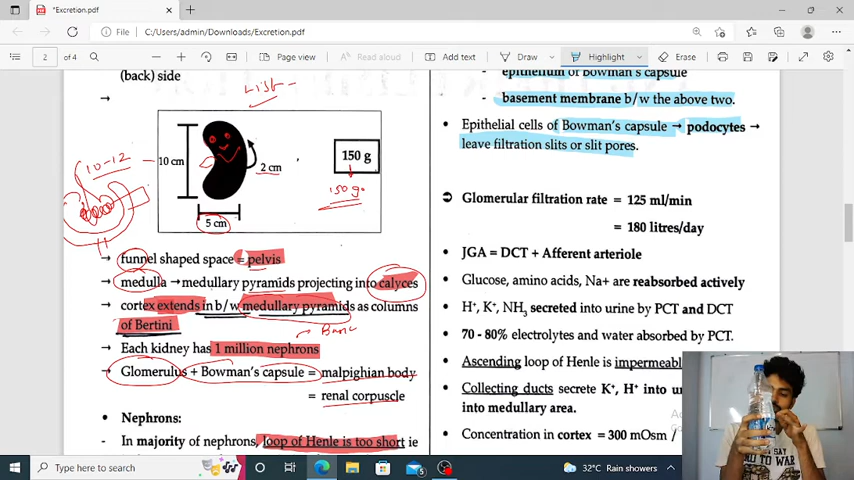 Excretion.pdf
File
C:/Users/admin/Downloads/Excretion.pdf
2
of 4
Page view
Add text
Draw
Highlight
Erase
(back) side
→
List
10 cm
10-12
2 cm
5 cm
150 g
150 g
→ funnel shaped space = pelvis
→ medulla → medullary pyramids projecting into calyces
→ cortex extends in b/w medullary pyramids as columns
of Bertini
→ Each kidney has 1 million nephrons
→ Glomerulus + Bowman's capsule = malpighian body
= renal corpuscle
• Nephrons:
- In majority of nephrons, loop of Henle is too short ie
epithelium of Bowman's capsule
- basement membrane b/w the above two.
• Epithelial cells of Bowman's capsule → podocytes →
leave filtration slits or slit pores.
➲ Glomerular filtration rate = 125 ml/min
= 180 litres/day
• JGA = DCT + Afferent arteriole
Glucose, amino acids, Na+ are reabsorbed actively
• H⁺, K⁺, NH₃ secreted into urine by PCT and DCT
• 70 - 80% electrolytes and water absorbed by PCT.
• Ascending loop of Henle is impermeable
• Collecting ducts secrete K⁺, H⁺ into
into medullary area.
• Concentration in cortex = 300 mOsm /
Type here to search
32°C Rain showers